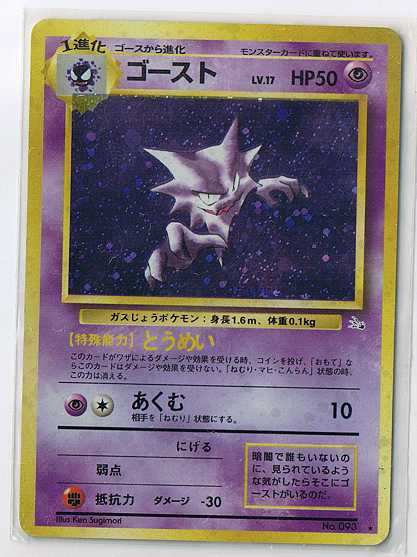 1進化 ゴースから進化 モンスターカードに重ねて使います。
ゴースト LV.17 HP50
ガスじょうポケモン:身長1.6m、体重0.1kg
【特殊能力】とうめい
このカードがワザによるダメージや効果を受ける時、コインを投げ、「おもて」な
らこのカードはダメージや効果を受けない。「ねむり・マヒ・こんらん」状態の時、
この力は消える。
あくむ 10
相手を「ねむり」状態にする。
にげる
弱点
抵抗力 ダメージ -30
暗闇で誰もいないの
に、見られているよう
な気がしたらそこにゴ
ーストがいるのだ。
Illus Ken Sugimori
No.093